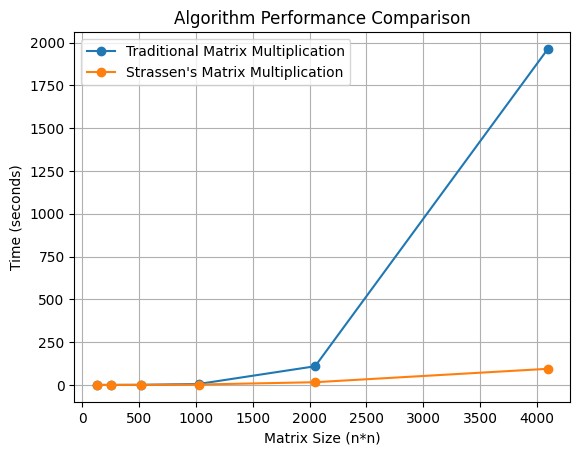 Algorithm Performance Comparison
Traditional Matrix Multiplication
Strassen's Matrix Multiplication
Time (seconds)
2000
1750
1500
1250
1000
750
500
250
0
0 500 1000 1500 2000 2500 3000 3500 4000
Matrix Size (n*n)